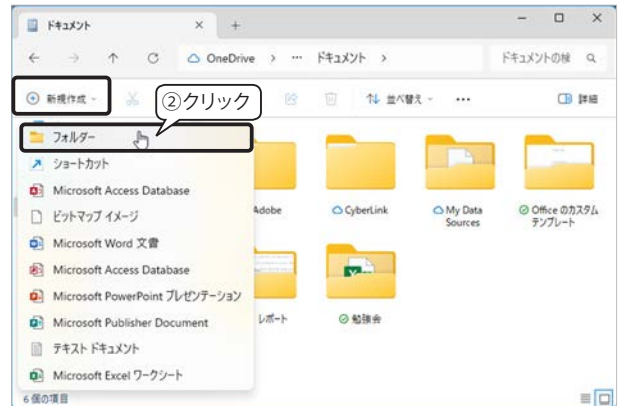 ドキュメント
OneDrive > … ドキュメント >
ドキュメントの検
新規作成
②クリック
並べ替え
詳細
フォルダー
ショートカット
Microsoft Access Database
ビットマップ イメージ
Microsoft Word 文書
Microsoft Access Database
Microsoft PowerPoint プレゼンテーション
Microsoft Publisher Document
テキスト ドキュメント
Microsoft Excel ワークシート
Adobe
CyberLink
My Data
Sources
Office のカスタム
テンプレート
レポート
勉強会
6 個の項目